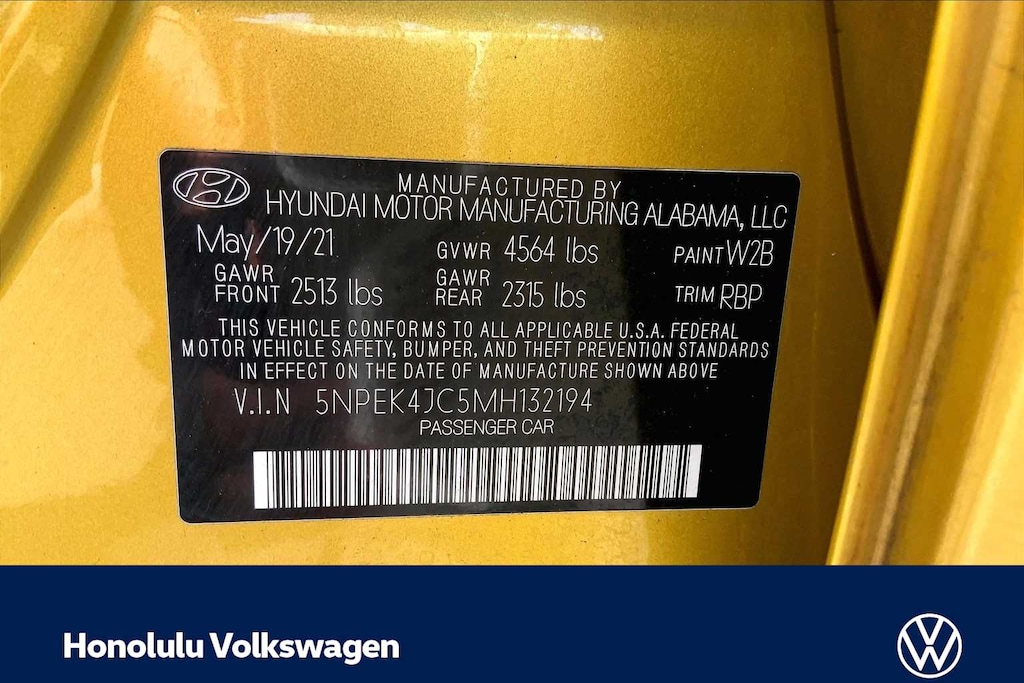 MANUFACTURED BY
HYUNDAI MOTOR MANUFACTURING ALABAMA, LLC
May/19/21 GVWR 4564 lbs PAINT W2B
GAWR FRONT 2513 lbs GAWR REAR 2315 lbs TRIM RBP
THIS VEHICLE CONFORMS TO ALL APPLICABLE U.S.A. FEDERAL
MOTOR VEHICLE SAFETY, BUMPER, AND THEFT PREVENTION STANDARDS
IN EFFECT ON THE DATE OF MANUFACTURE SHOWN ABOVE
V.I.N 5NPEK4JC5MH132194
PASSENGER CAR
Honolulu Volkswagen